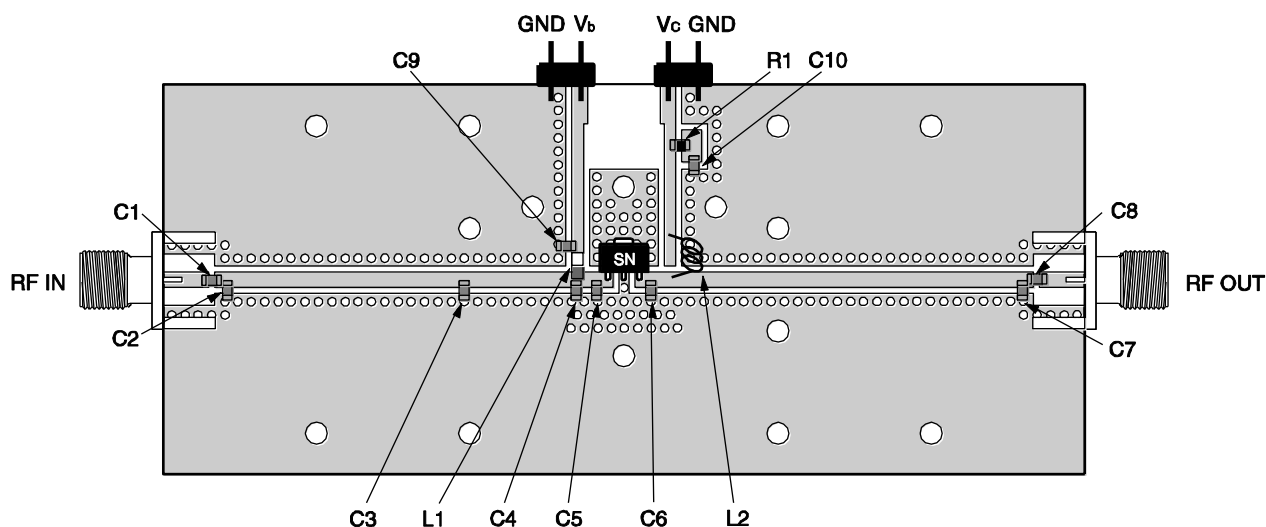 GND Vb Vc GND
C9 R1 C10
C1 C8
SN
RF IN RF OUT
C2 C7
C3 L1 C4 C5 C6 L2